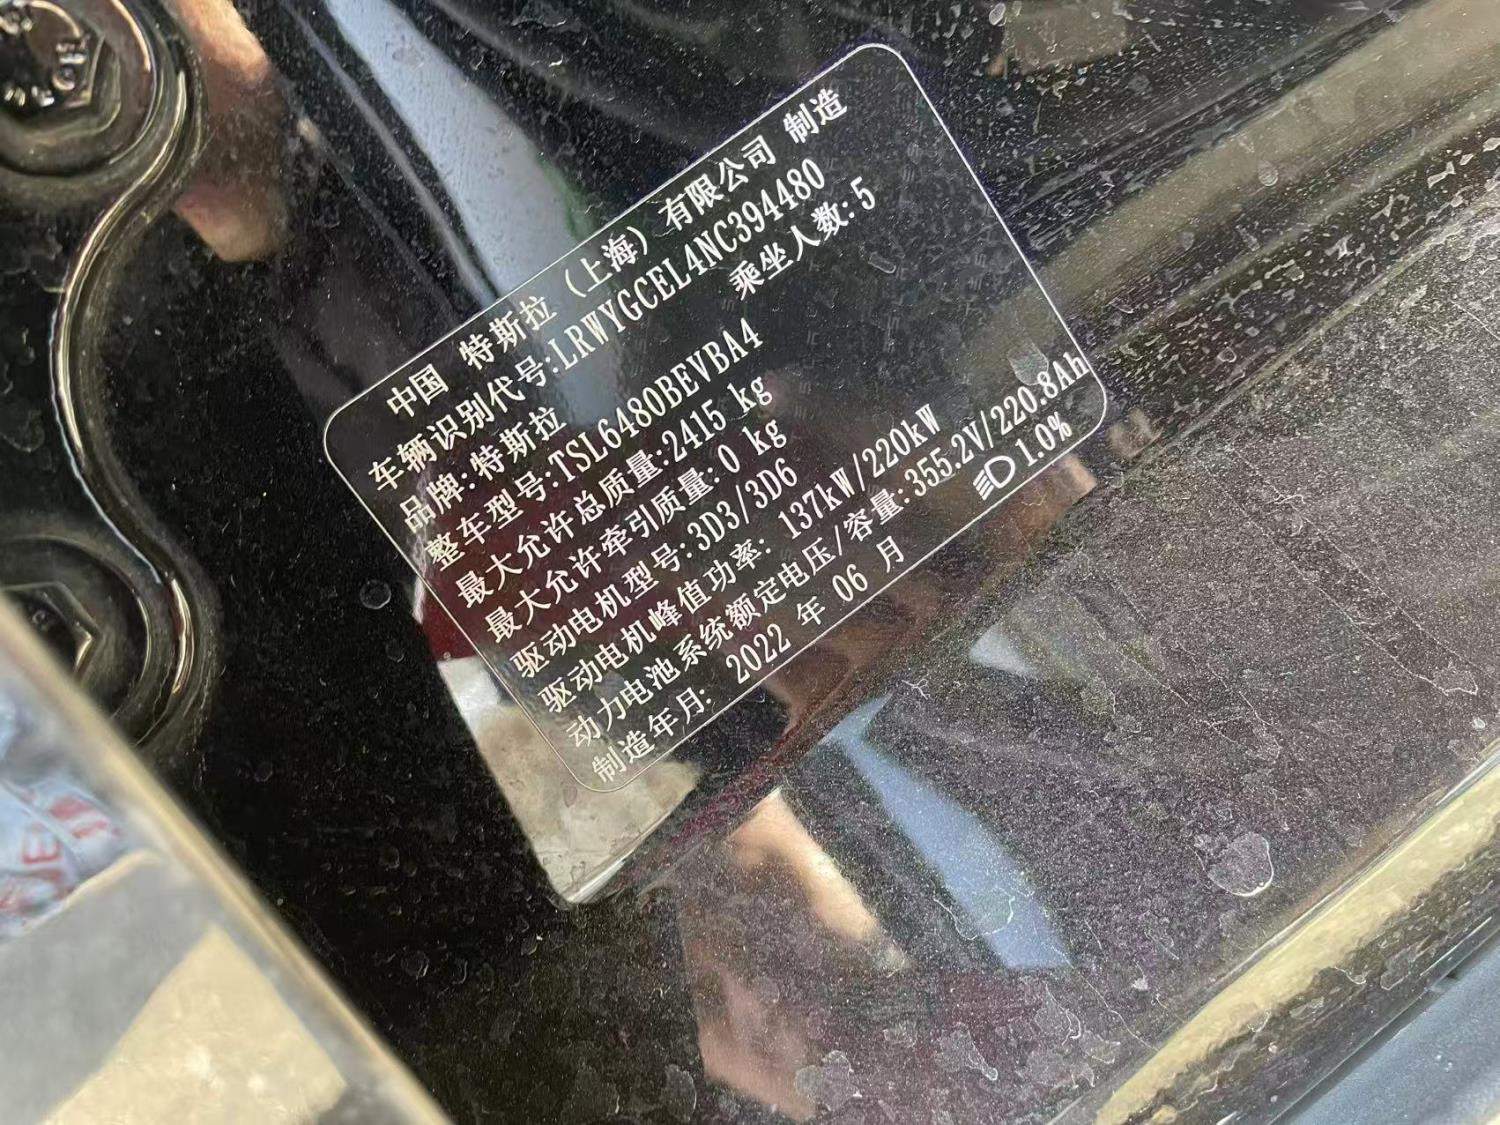 中国 特斯拉（上海）有限公司 制造
车辆识别代号:LRWYGCEL4NC394480
品牌:特斯拉 乘坐人数:5
整车型号:TSL6480BEVBA4
最大允许总质量:2415 kg
最大允许牵引质量: 0 kg
驱动电机型号:3D3/3D6
驱动电机峰值功率: 137kW/220kW
动力电池系统额定电压/容量:355.2V/220.8Ah
制造年月: 2022 年 06 月 1.0%